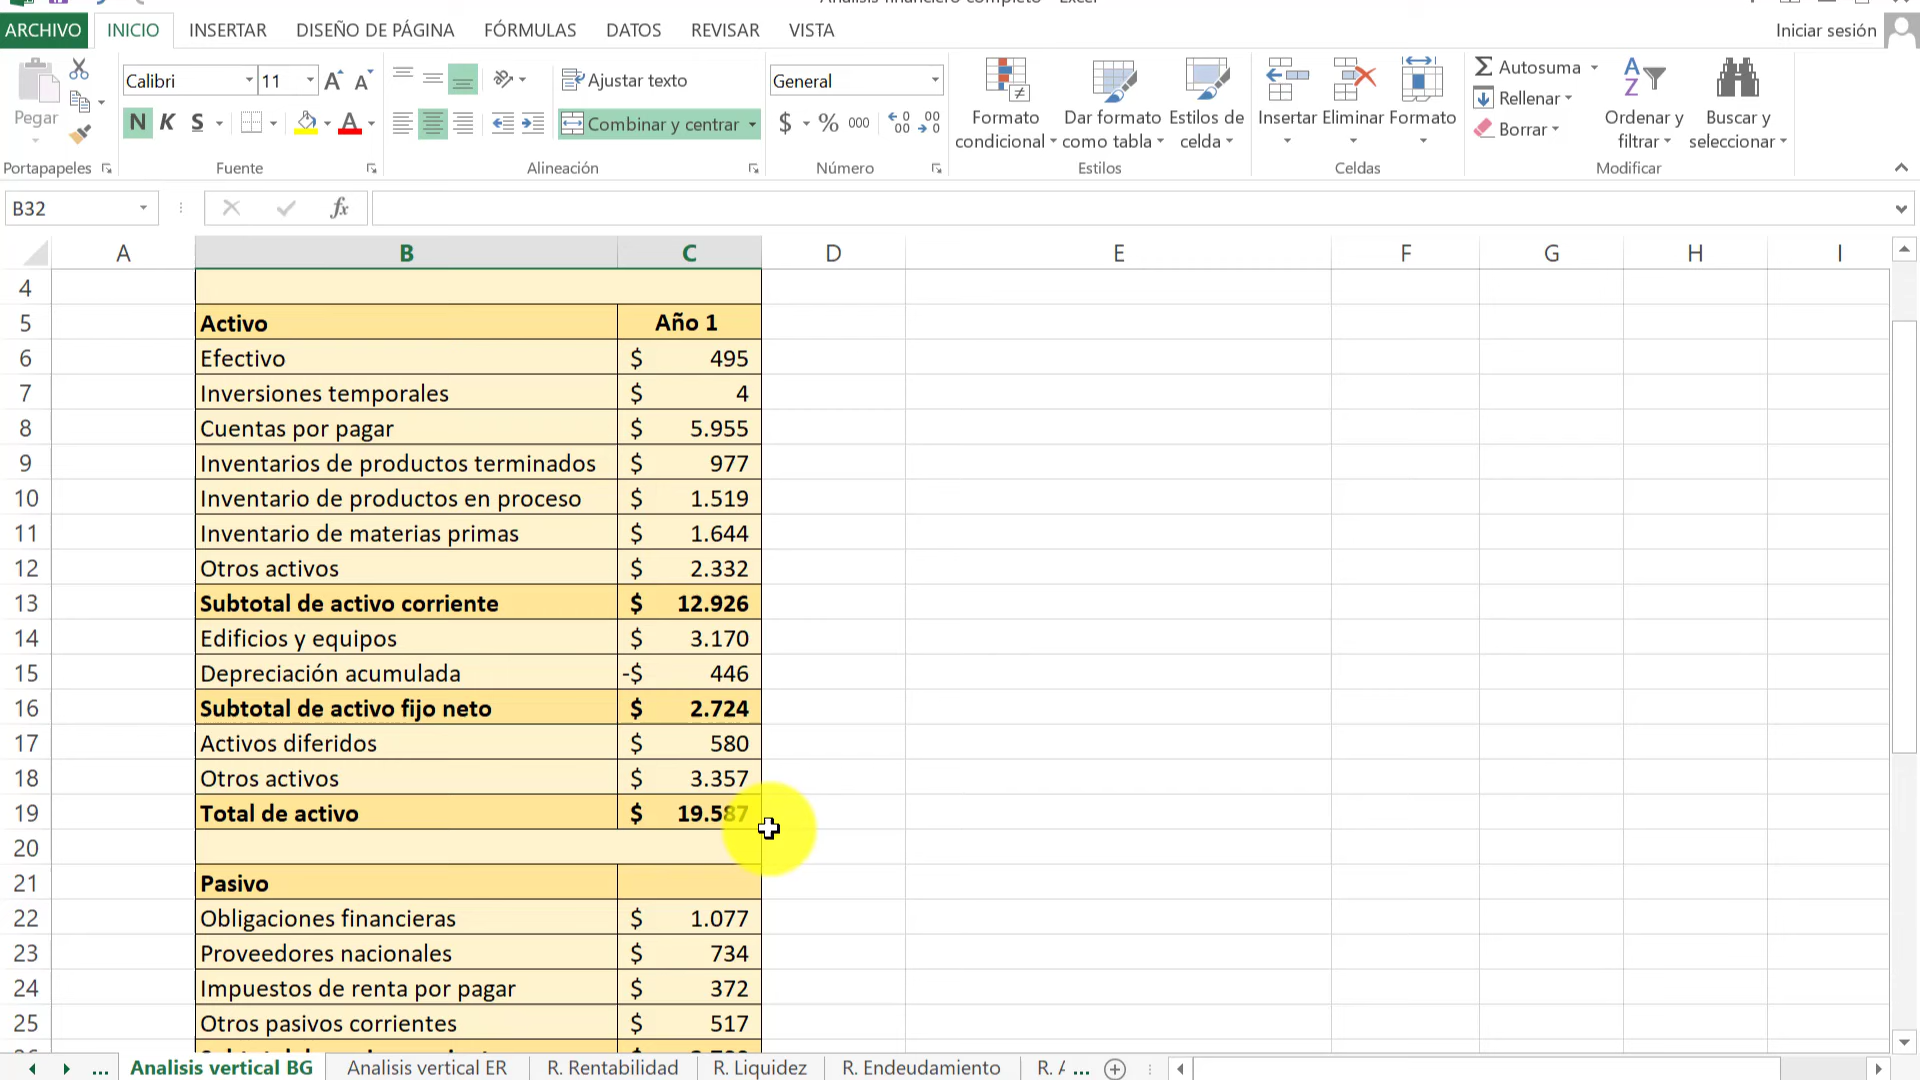 ARCHIVO INICIO INSERTAR DISEÑO DE PÁGINA FÓRMULAS DATOS REVISAR VISTA Iniciar sesión
Pegar Calibri 11 Ajustar texto General Autosuma
N K S Combinar y centrar $ % 000 Formato condicional Dar formato como tabla Estilos de celda Insertar Eliminar Formato Rellenar Borrar Ordenar y filtrar Buscar y seleccionar
Portapapeles Fuente Alineación Número Estilos Celdas Modificar
B32 fx
A B C D E F G H I
4
5 Activo Año 1
6 Efectivo $ 495
7 Inversiones temporales $ 4
8 Cuentas por pagar $ 5.955
9 Inventarios de productos terminados $ 977
10 Inventario de productos en proceso $ 1.519
11 Inventario de materias primas $ 1.644
12 Otros activos $ 2.332
13 Subtotal de activo corriente $ 12.926
14 Edificios y equipos $ 3.170
15 Depreciación acumulada -$ 446
16 Subtotal de activo fijo neto $ 2.724
17 Activos diferidos $ 580
18 Otros activos $ 3.357
19 Total de activo $ 19.587
20
21 Pasivo
22 Obligaciones financieras $ 1.077
23 Proveedores nacionales $ 734
24 Impuestos de renta por pagar $ 372
25 Otros pasivos corrientes $ 517
... Analisis vertical BG Analisis vertical ER R. Rentabilidad R. Liquidez R. Endeudamiento R. A ...